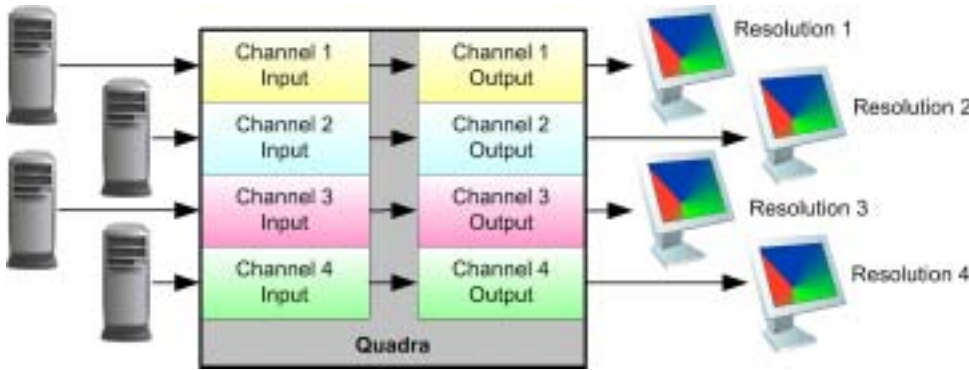 Channel 1
Input
Channel 1
Output
Resolution 1
Channel 2
Input
Channel 2
Output
Resolution 2
Channel 3
Input
Channel 3
Output
Resolution 3
Channel 4
Input
Channel 4
Output
Resolution 4
Quadra